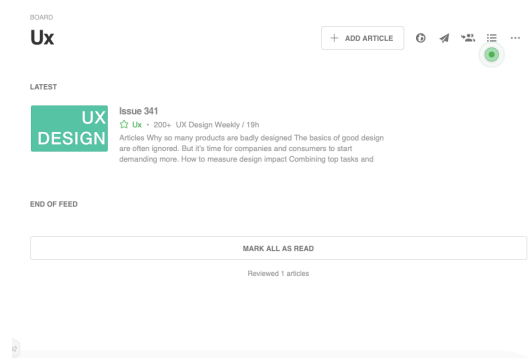 BOARD
Ux
+ ADD ARTICLE
LATEST
UX
DESIGN
Issue 341
Ux • 200+ UX Design Weekly / 19h
Articles Why so many products are badly designed The basics of good design
are often ignored. But it's time for companies and consumers to start
demanding more. How to measure design impact Combining top tasks and
END OF FEED
MARK ALL AS READ
Reviewed 1 articles